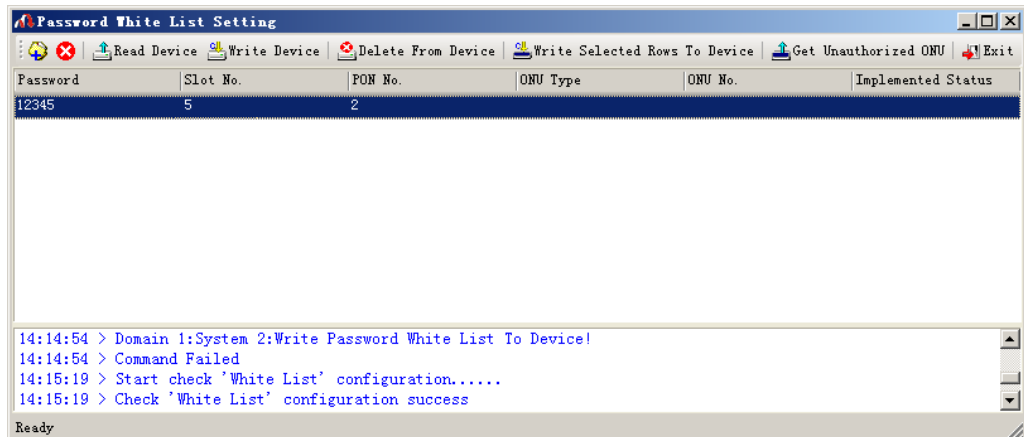 Password White List Setting
Read Device Write Device Delete From Device Write Selected Rows To Device Get Unauthorized ONU Exit
Password Slot No. PON No. ONU Type ONU No. Implemented Status
12345 5 2
14:14:54 > Domain 1:System 2:Write Password White List To Device!
14:14:54 > Command Failed
14:15:19 > Start check 'White List' configuration......
14:15:19 > Check 'White List' configuration success
Ready